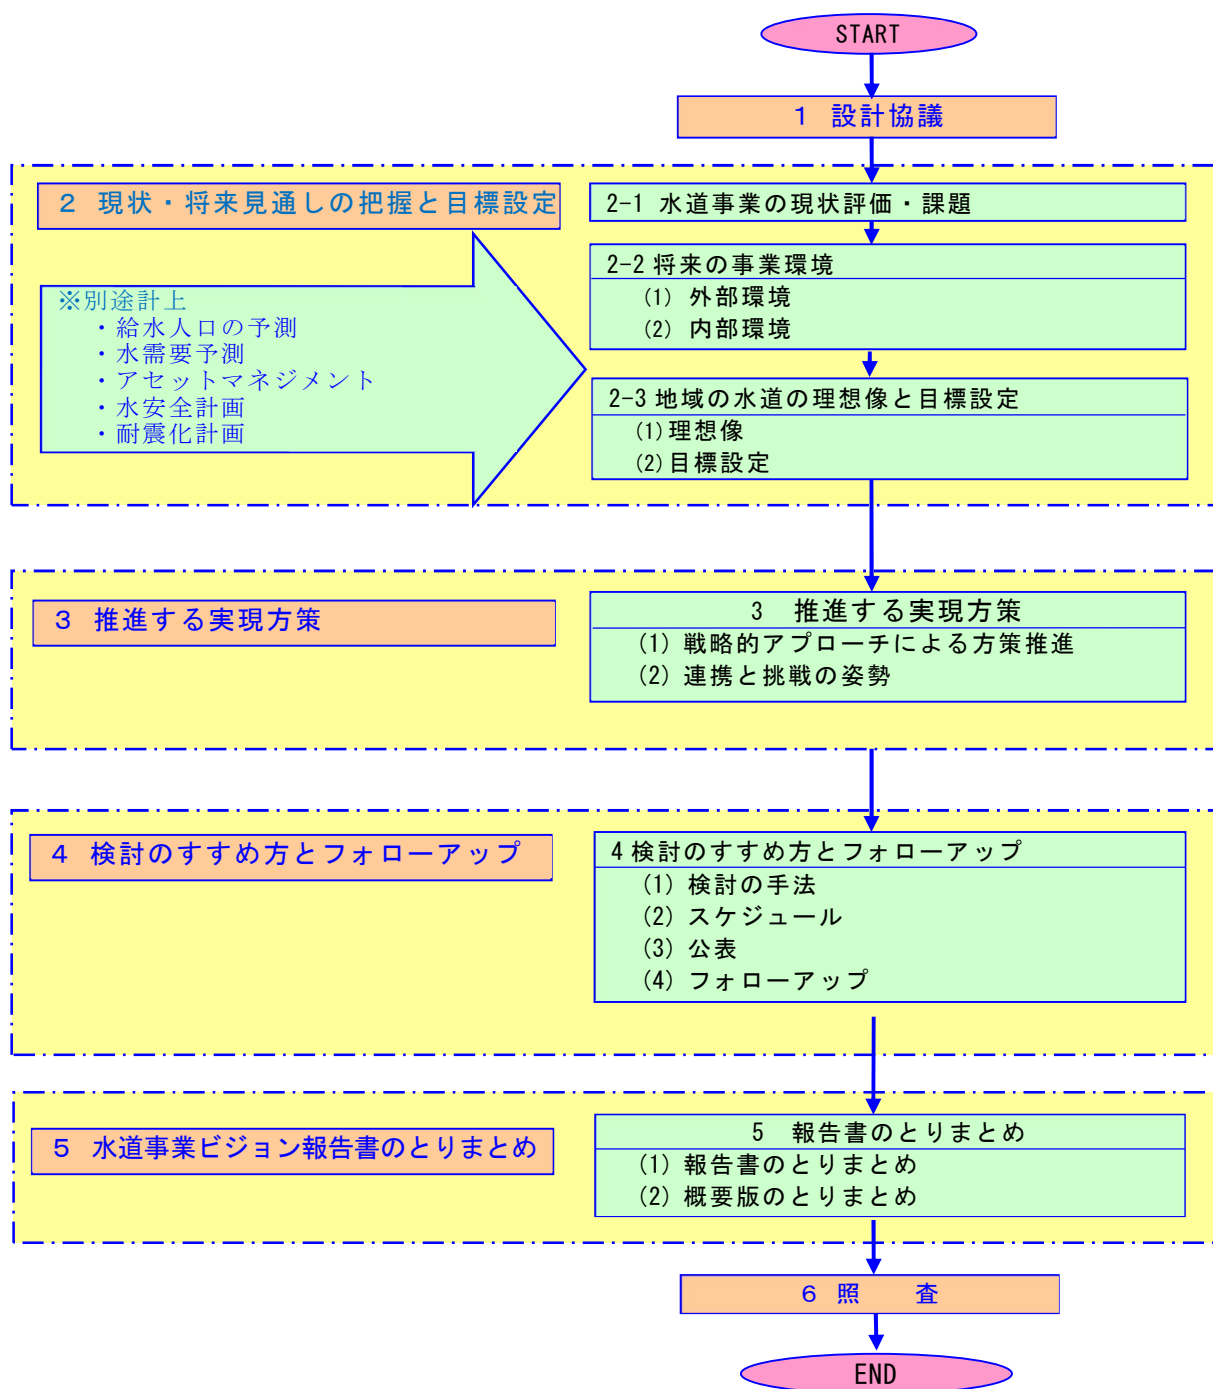 START
1 設計協議
2 現状・将来見通しの把握と目標設定
2-1 水道事業の現状評価・課題
2-2 将来の事業環境
(1) 外部環境
(2) 内部環境
※別途計上
・給水人口の予測
・水需要予測
・アセットマネジメント
・水安全計画
・耐震化計画
2-3 地域の水道の理想像と目標設定
(1) 理想像
(2) 目標設定
3 推進する実現方策
3 推進する実現方策
(1) 戦略的アプローチによる方策推進
(2) 連携と挑戦の姿勢
4 検討のすすめ方とフォローアップ
4 検討のすすめ方とフォローアップ
(1) 検討の手法
(2) スケジュール
(3) 公表
(4) フォローアップ
5 水道事業ビジョン報告書のとりまとめ
5 報告書のとりまとめ
(1) 報告書のとりまとめ
(2) 概要版のとりまとめ
6 照 査
END